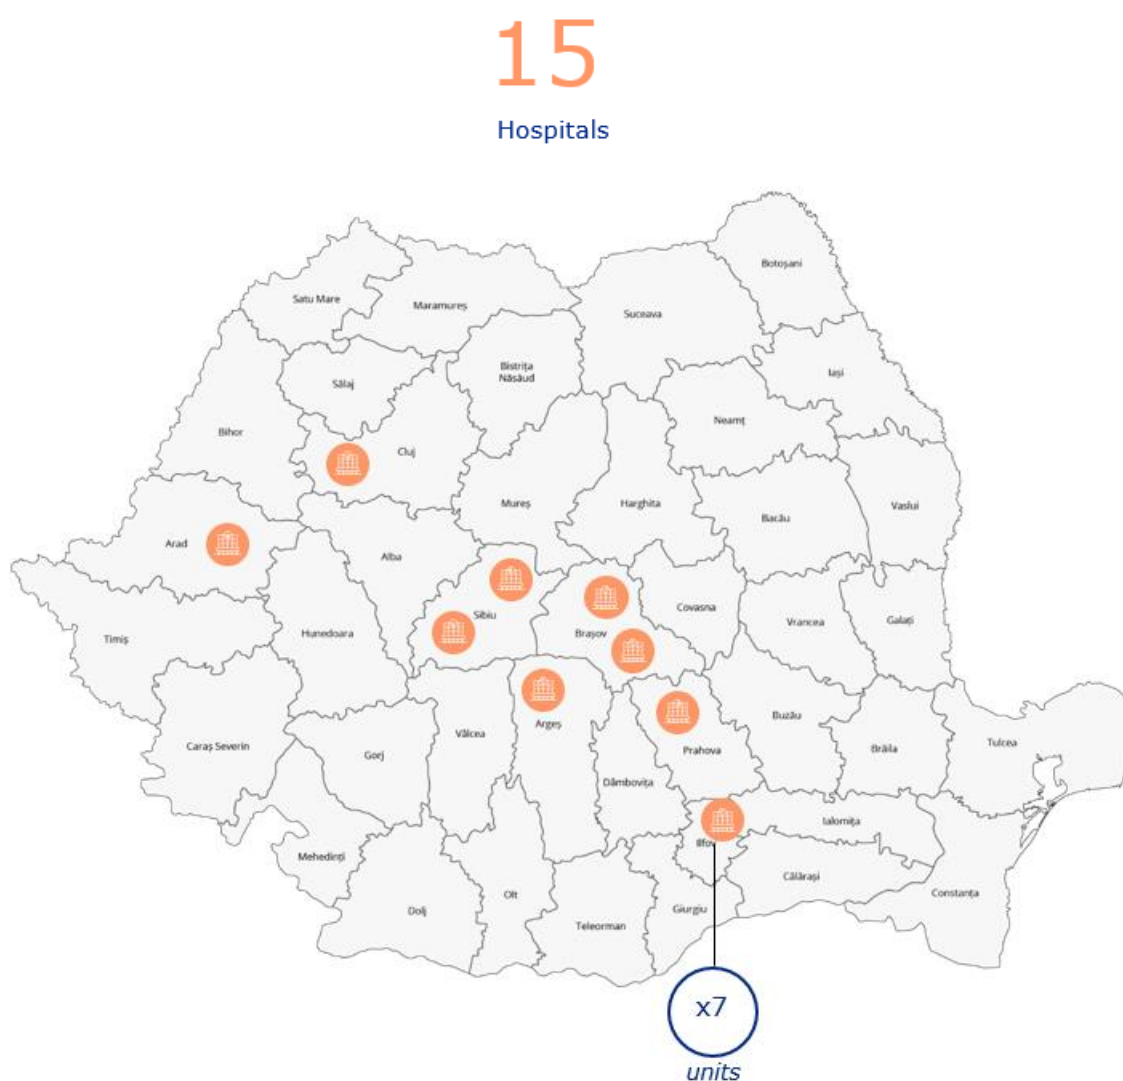 15
Hospitals
Botoșani
Satu Mare
Maramureș
Suceava
Bistrița
Năsăud
Iași
Sălaj
Neamț
Bihor
Cluj
Mureș
Harghita
Vaslui
Bacău
Arad
Alba
Sibiu
Covasna
Brașov
Vrancea
Galați
Timiș
Hunedoara
Buzău
Argeș
Vâlcea
Prahova
Caraș Severin
Gorj
Brăila
Tulcea
Dâmbovița
Ialomița
Ilfov
Mehedinți
Călărași
Constanța
Olt
Dolj
Giurgiu
Teleorman
x7
units